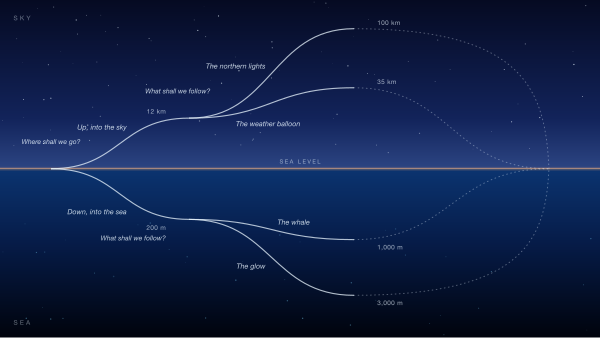 SKY
100 km
The northern lights
35 km
What shall we follow?
12 km
The weather balloon
Up, into the sky
Where shall we go?
SEA LEVEL
Down, into the sea
The whale
200 m
What shall we follow?
1,000 m
The glow
3,000 m
SEA